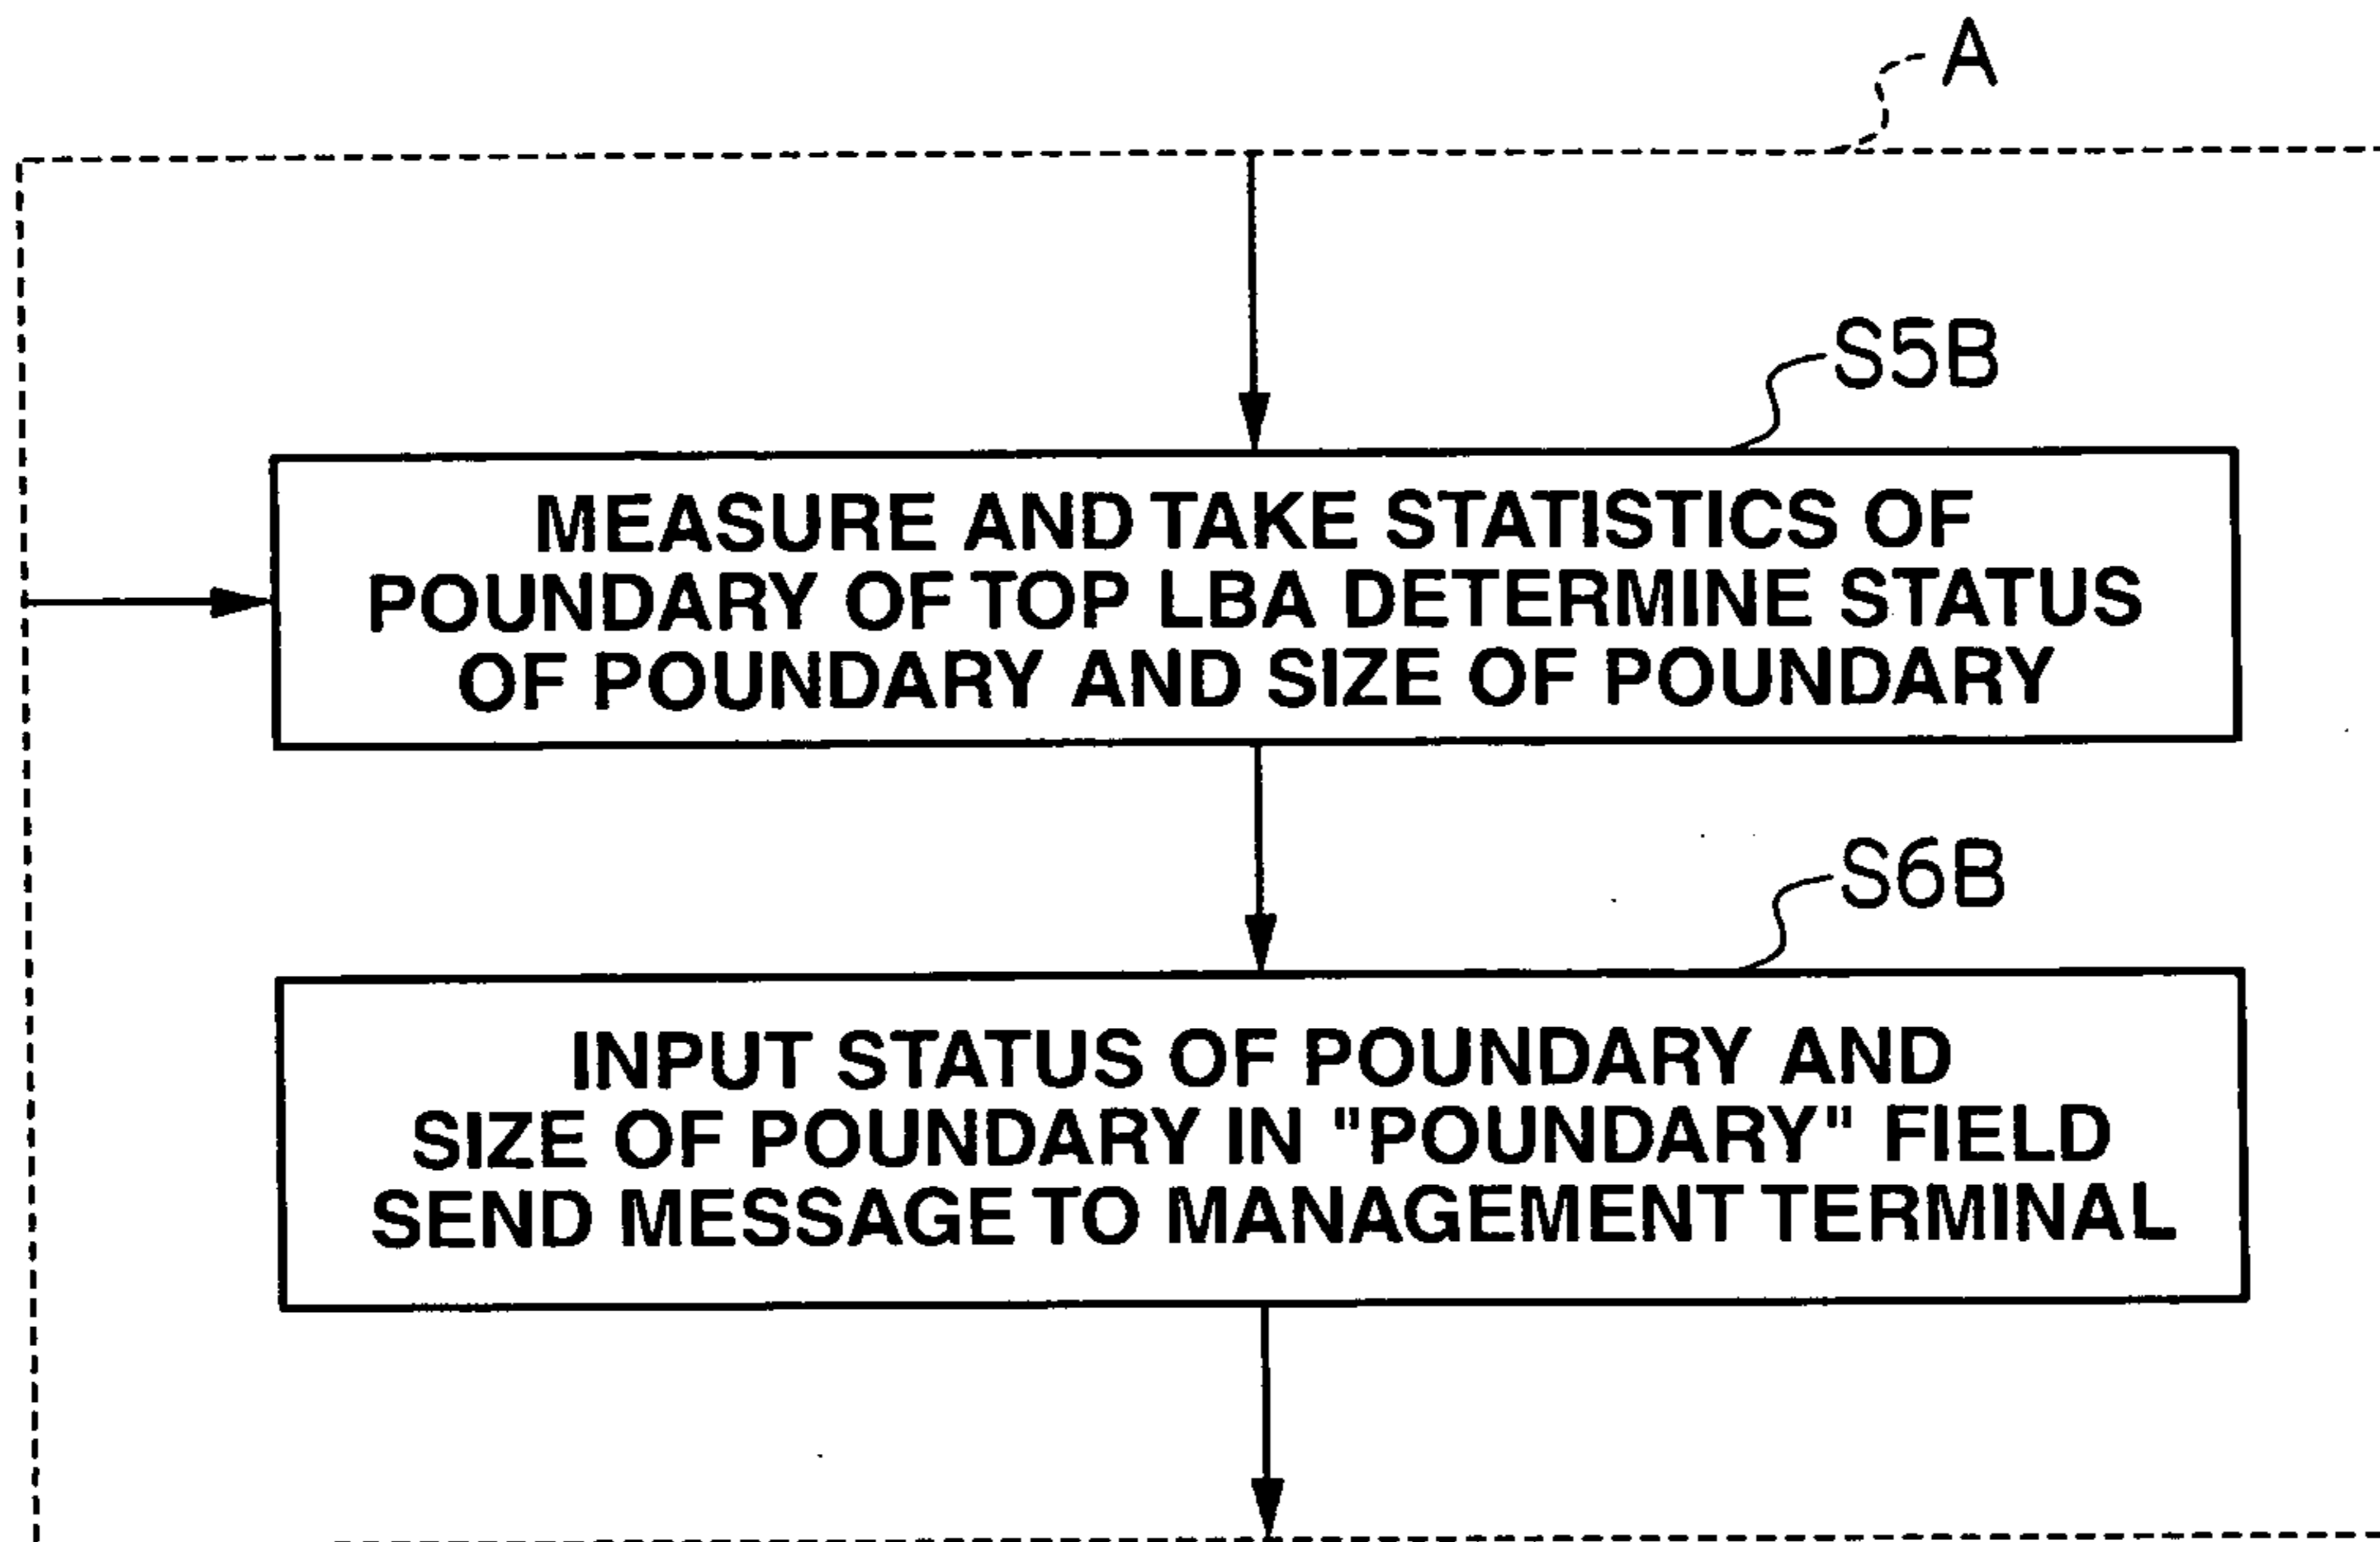 A
S5B
MEASURE AND TAKE STATISTICS OF
POUNDARY OF TOP LBA DETERMINE STATUS
OF POUNDARY AND SIZE OF POUNDARY
S6B
INPUT STATUS OF POUNDARY AND
SIZE OF POUNDARY IN "POUNDARY" FIELD
SEND MESSAGE TO MANAGEMENT TERMINAL